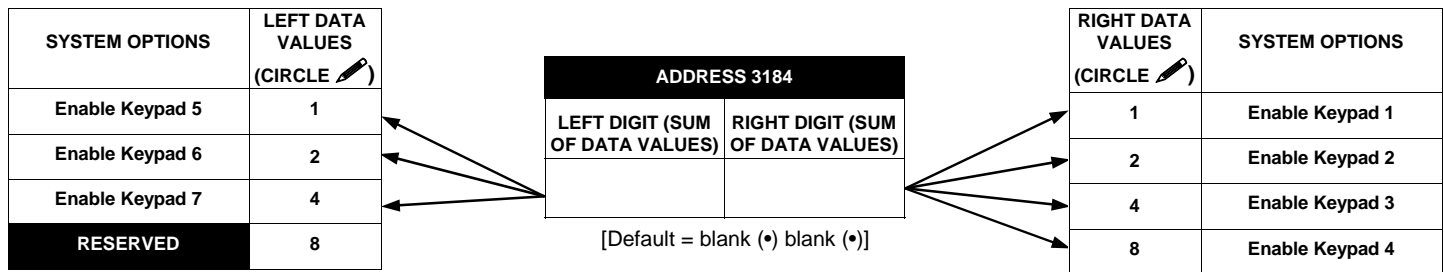 SYSTEM OPTIONS
LEFT DATA
VALUES
(CIRCLE )
Enable Keypad 5
1
Enable Keypad 6
2
Enable Keypad 7
4
RESERVED
8
ADDRESS 3184
LEFT DIGIT (SUM
OF DATA VALUES)
RIGHT DIGIT (SUM
OF DATA VALUES)
[Default = blank (•) blank (•)]
RIGHT DATA
VALUES
(CIRCLE )
SYSTEM OPTIONS
1
Enable Keypad 1
2
Enable Keypad 2
4
Enable Keypad 3
8
Enable Keypad 4